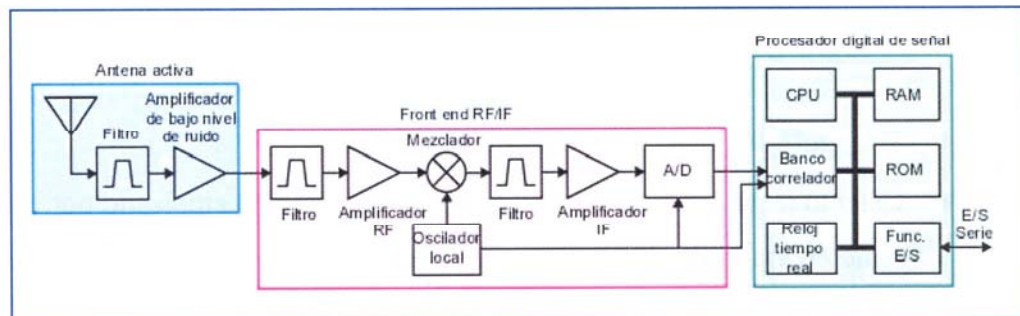 Procesador digital de señal
Antena activa
Amplificador
de bajo nivel
de ruido
Filtro
Front end RF/IF
Mezclador
Filtro
Amplificador
RF
Oscilador
local
Filtro
Amplificador
IF
A/D
CPU
RAM
Banco
correlador
ROM
Reloj
tiempo
real
Func.
E/S
E/S
Serie